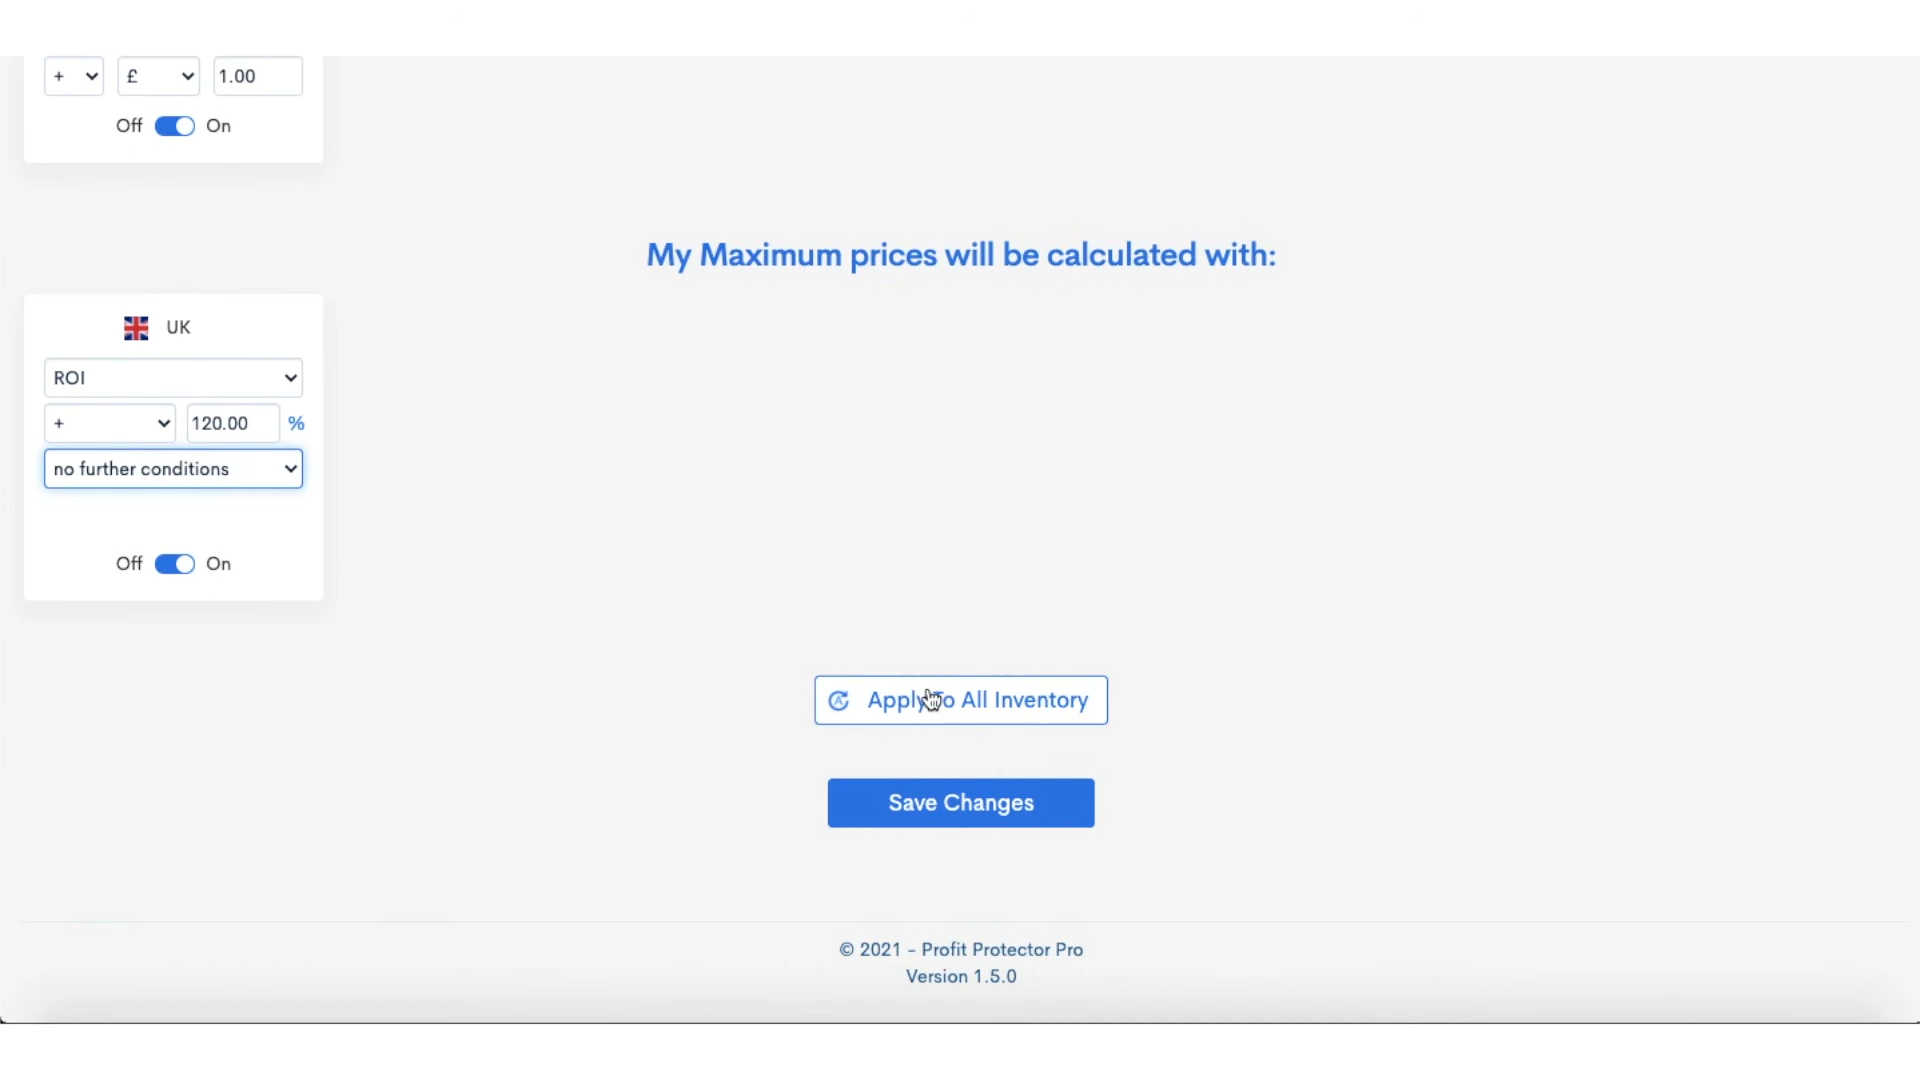 + £ 1.00
Off On
My Maximum prices will be calculated with:
UK
ROI
+ 120.00 %
no further conditions
Off On
Apply To All Inventory
Save Changes
© 2021 - Profit Protector Pro
Version 1.5.0